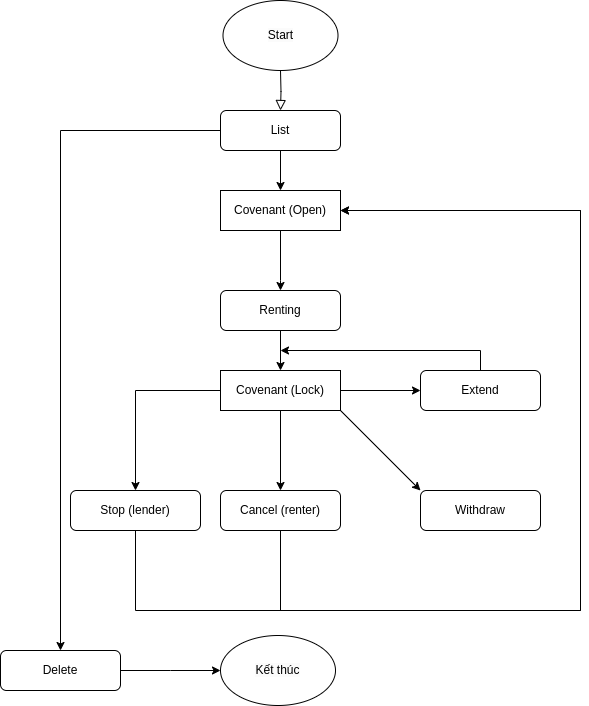 Start
List
Covenant (Open)
Renting
Covenant (Lock)
Extend
Stop (lender)
Cancel (renter)
Withdraw
Delete
Kết thúc